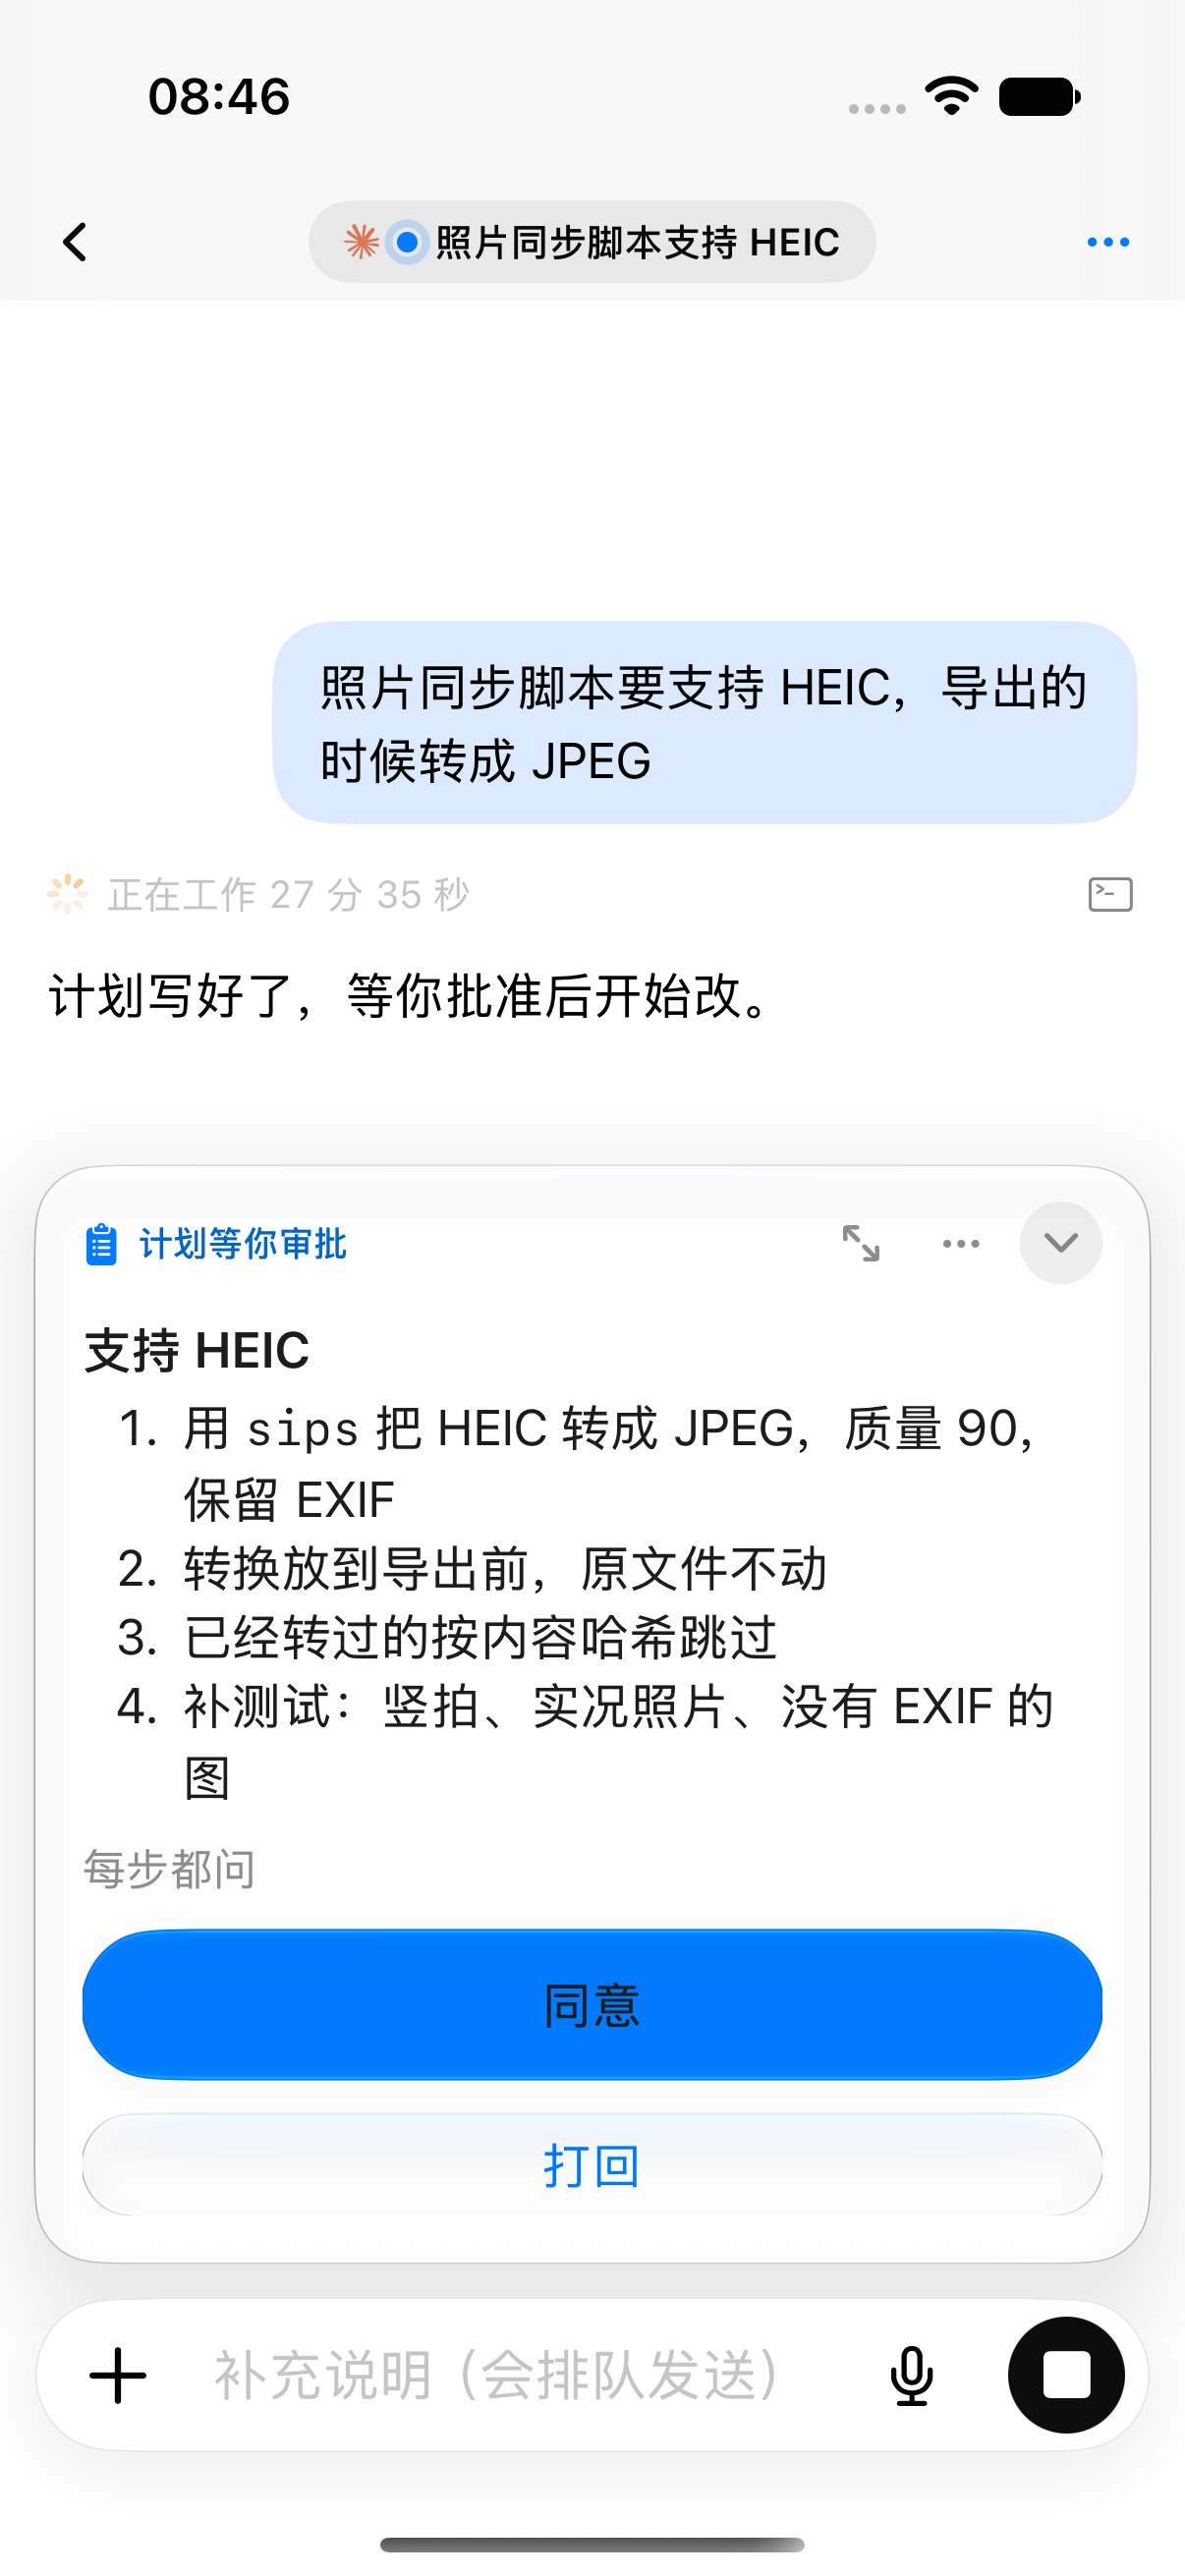 08:46
照片同步脚本支持 HEIC
照片同步脚本要支持 HEIC，导出的
时候转成 JPEG
正在工作 27 分 35 秒
计划写好了，等你批准后开始改。
计划等你审批
支持 HEIC
1. 用 sips 把 HEIC 转成 JPEG，质量 90，
保留 EXIF
2. 转换放到导出前，原文件不动
3. 已经转过的按内容哈希跳过
4. 补测试：竖拍、实况照片、没有 EXIF 的
图
每步都问
同意
打回
补充说明（会排队发送）